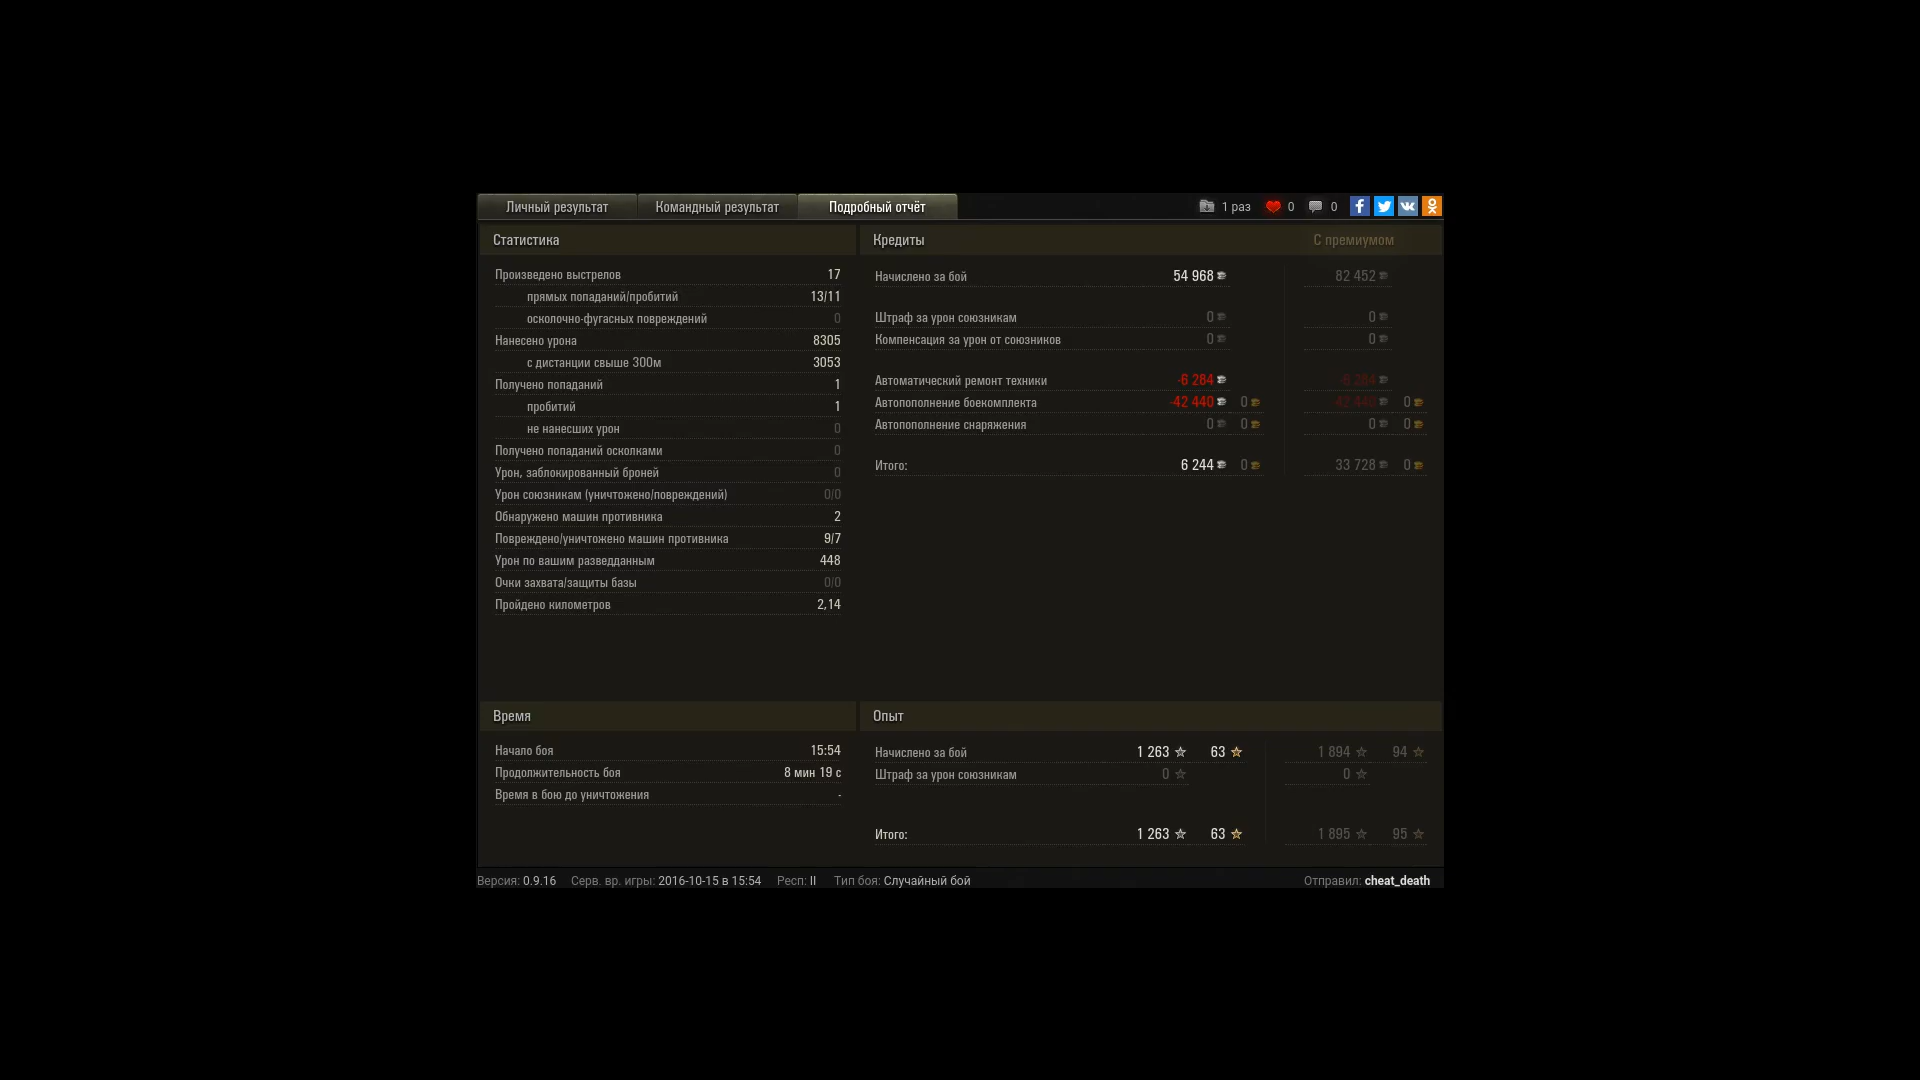 Личный результат Командный результат Подробный отчёт 1 раз 0 0
Статистика
Произведено выстрелов 17
прямых попаданий/пробитий 13/11
осколочно-фугасных повреждений 0
Нанесено урона 8305
с дистанции свыше 300м 3053
Получено попаданий 1
пробитий 1
не нанесших урон 0
Получено попаданий осколками 0
Урон, заблокированный броней 0
Урон союзникам (уничтожено/повреждений) 0/0
Обнаружено машин противника 2
Повреждено/уничтожено машин противника 9/7
Урон по вашим разведданным 448
Очки захвата/защиты базы 0/0
Пройдено километров 2,14
Кредиты С премиумом
Начислено за бой 54 968 82 452
Штраф за урон союзникам 0 0
Компенсация за урон от союзников 0 0
Автоматический ремонт техники -6 284 -6 284
Автопополнение боекомплекта -42 440 0 -42 440 0
Автопополнение снаряжения 0 0 0 0
Итого: 6 244 0 33 728 0
Время
Начало боя 15:54
Продолжительность боя 8 мин 19 с
Время в бою до уничтожения -
Опыт
Начислено за бой 1 263 63 1 894 94
Штраф за урон союзникам 0 0
Итого: 1 263 63 1 895 95
Версия: 0.9.16 Серв. вр. игры: 2016-10-15 в 15:54 Респ: II Тип боя: Случайный бой Отправил: cheat_death